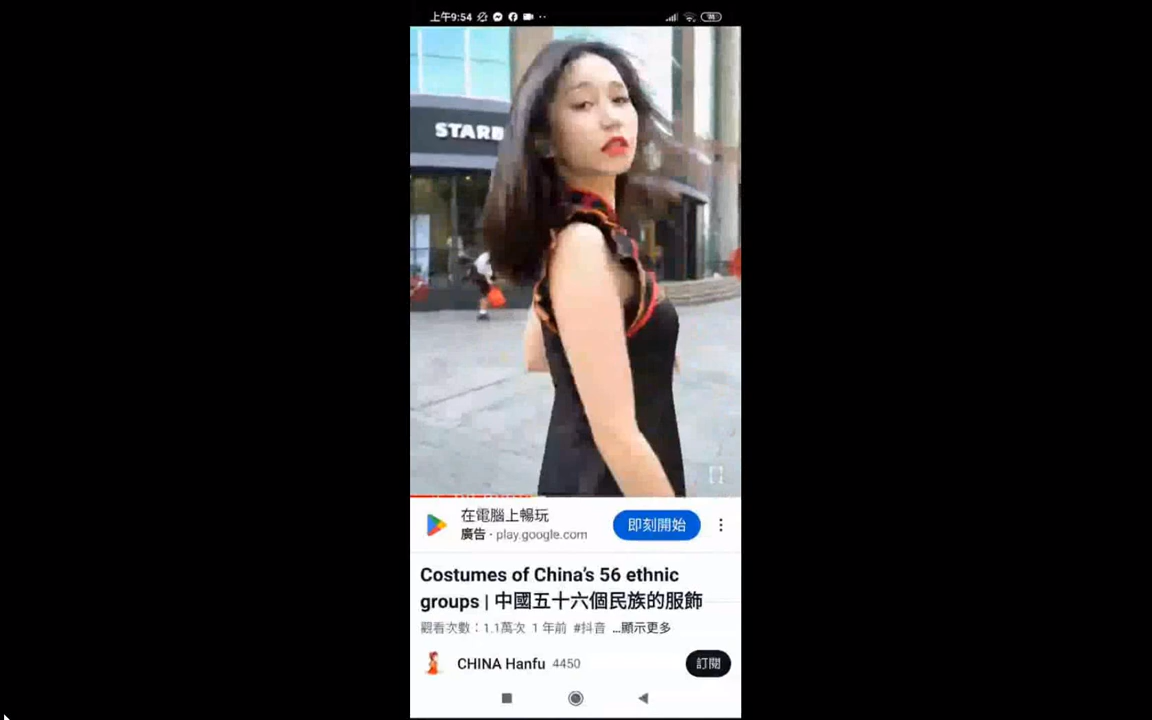 上午9:54
STARB
在電腦上暢玩
廣告 · play.google.com
即刻開始
Costumes of China's 56 ethnic
groups | 中國五十六個民族的服飾
觀看次數：1.1萬次 1 年前 #抖音 ...顯示更多
CHINA Hanfu 4450
訂閱